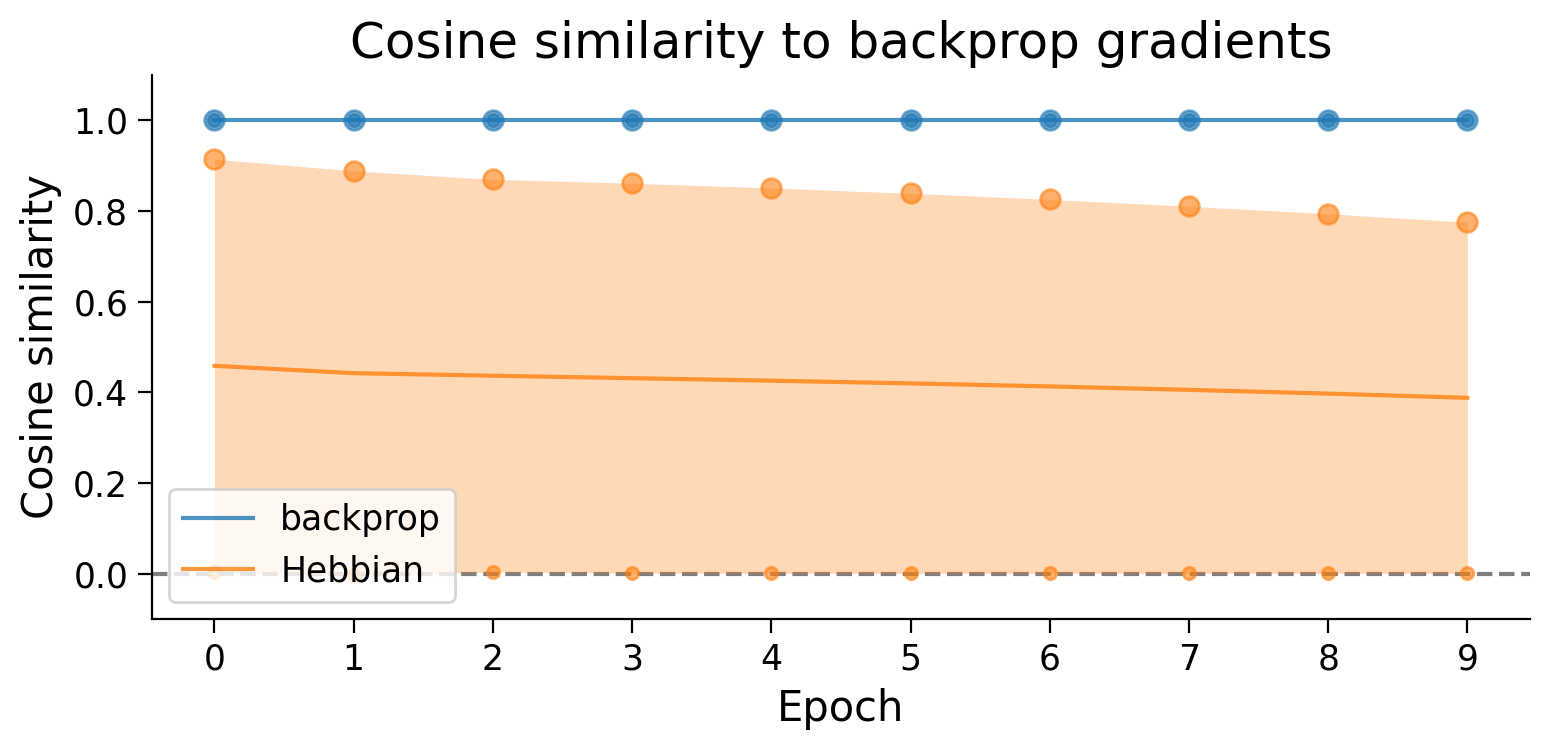 Cosine similarity to backprop gradients
Cosine similarity
1.0
0.8
0.6
0.4
0.2
0.0
backprop
Hebbian
0 1 2 3 4 5 6 7 8 9
Epoch